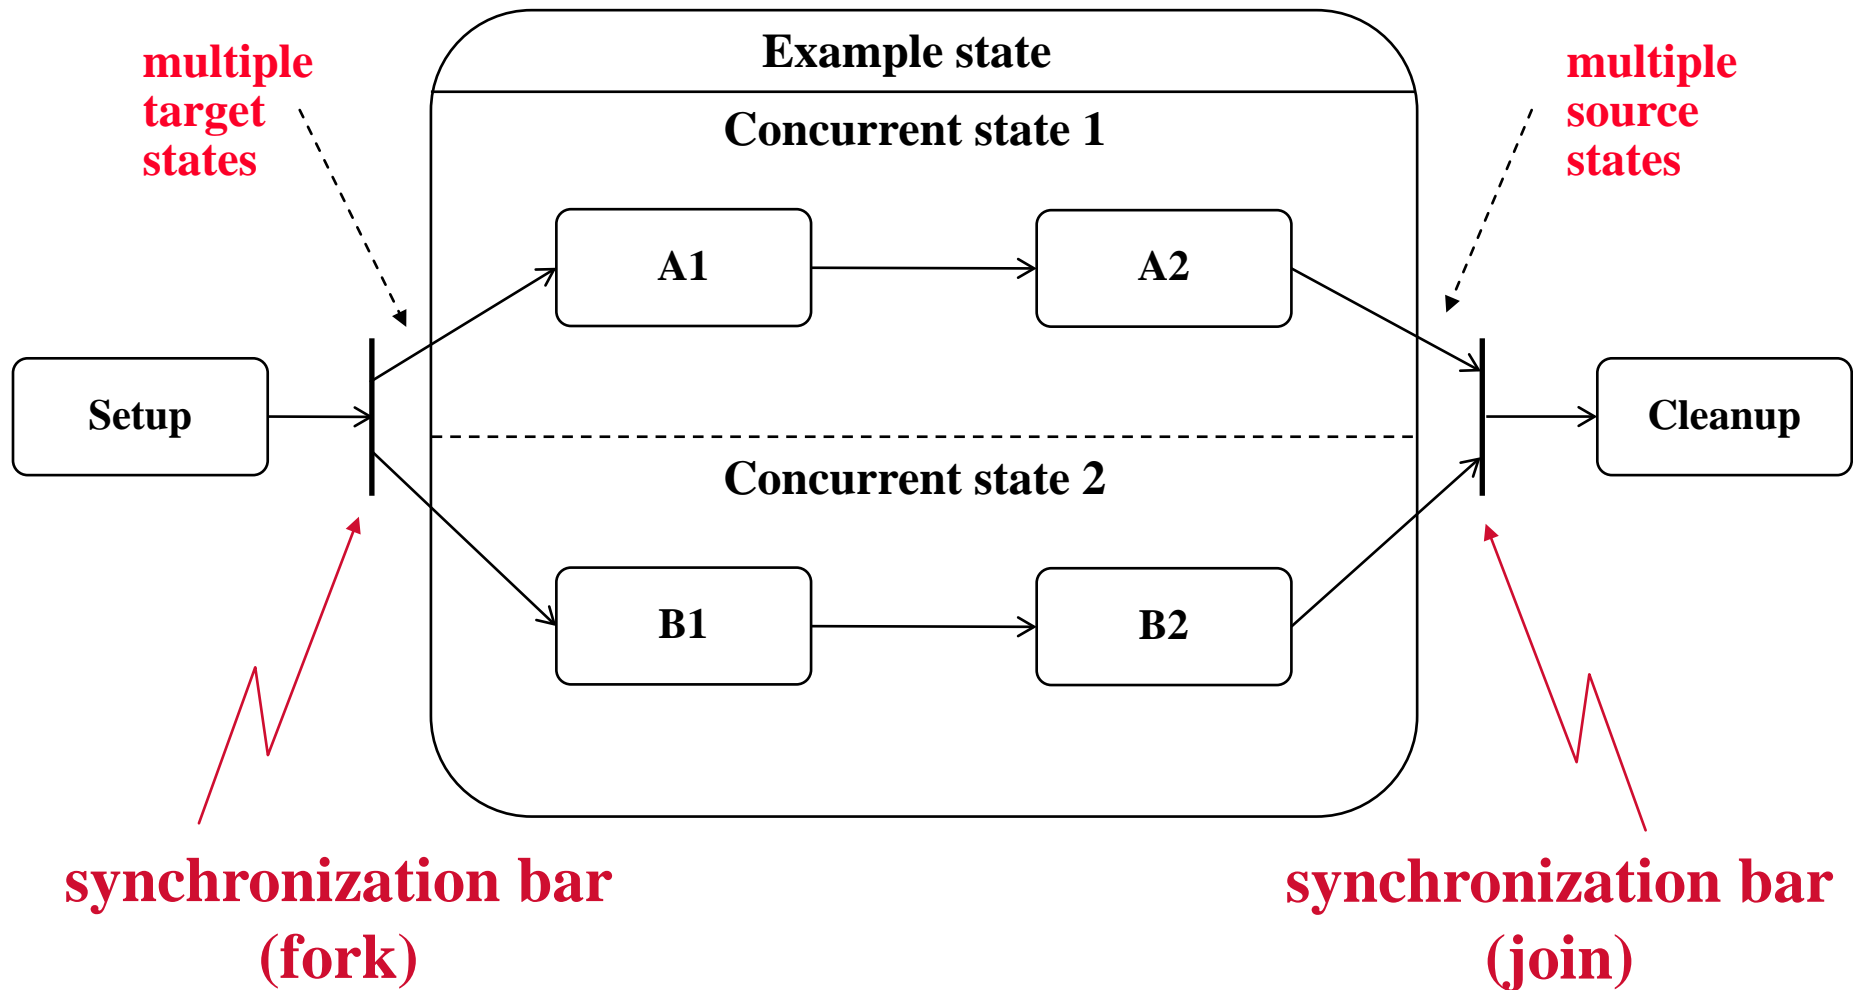 multiple
target
states
Example state
multiple
source
states
Concurrent state 1
A1
A2
Setup
Cleanup
Concurrent state 2
B1
B2
synchronization bar
(fork)
synchronization bar
(join)